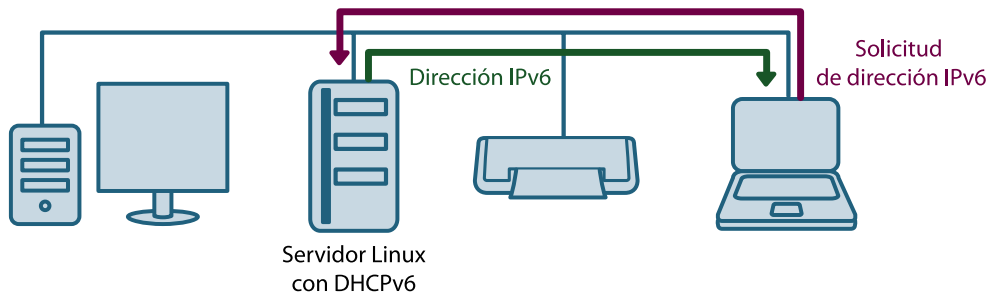 Solicitud
de dirección IPv6
Dirección IPv6
Servidor Linux
con DHCPv6